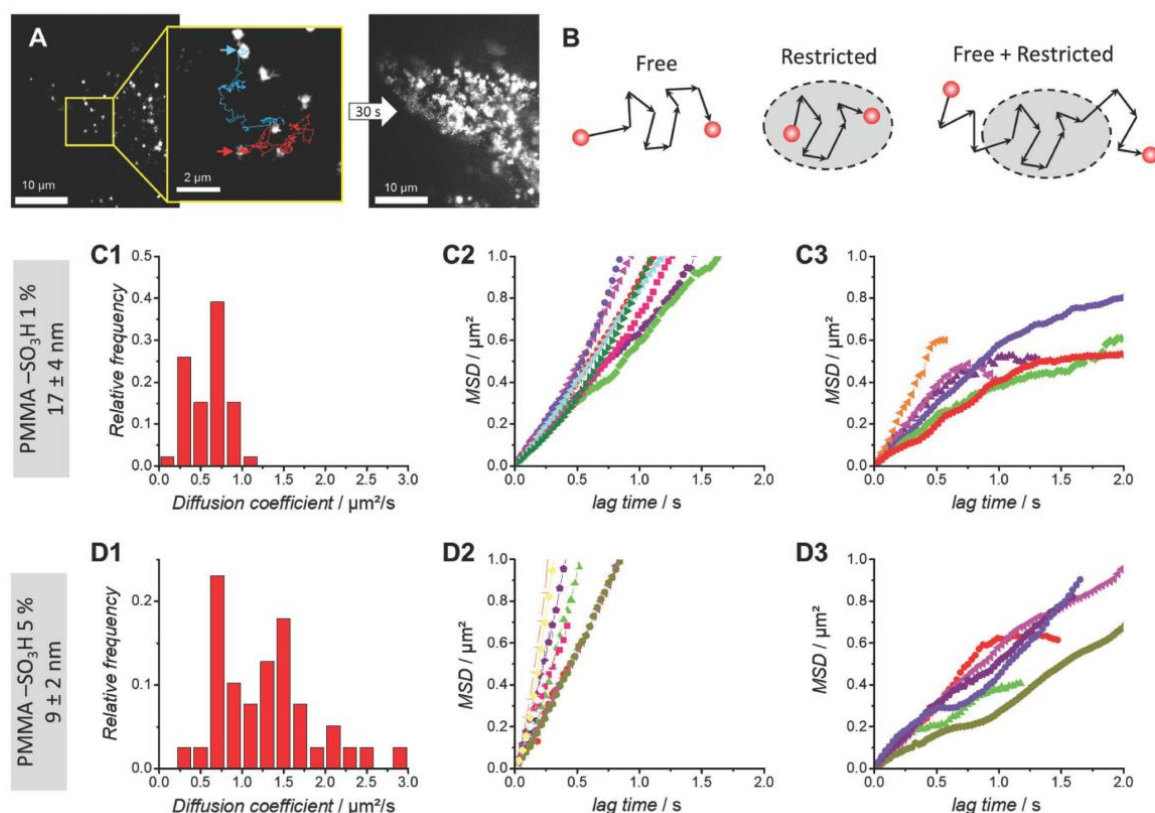 A
10 µm
2 µm
30 s
10 µm
B
Free
Restricted
Free + Restricted
PMMA –SO₃H 1 %
17 ± 4 nm
C1
Relative frequency
0.5
0.4
0.3
0.2
0.1
0.0
0.0 0.5 1.0 1.5 2.0 2.5 3.0
Diffusion coefficient / µm²/s
C2
MSD / µm²
1.0
0.8
0.6
0.4
0.2
0.0
0.0 0.5 1.0 1.5 2.0
lag time / s
C3
MSD / µm²
1.0
0.8
0.6
0.4
0.2
0.0
0.0 0.5 1.0 1.5 2.0
lag time / s
PMMA –SO₃H 5 %
9 ± 2 nm
D1
Relative frequency
0.2
0.1
0.0
0.0 0.5 1.0 1.5 2.0 2.5 3.0
Diffusion coefficient / µm²/s
D2
MSD / µm²
1.0
0.8
0.6
0.4
0.2
0.0
0.0 0.5 1.0 1.5 2.0
lag time / s
D3
MSD / µm²
1.0
0.8
0.6
0.4
0.2
0.0
0.0 0.5 1.0 1.5 2.0
lag time / s